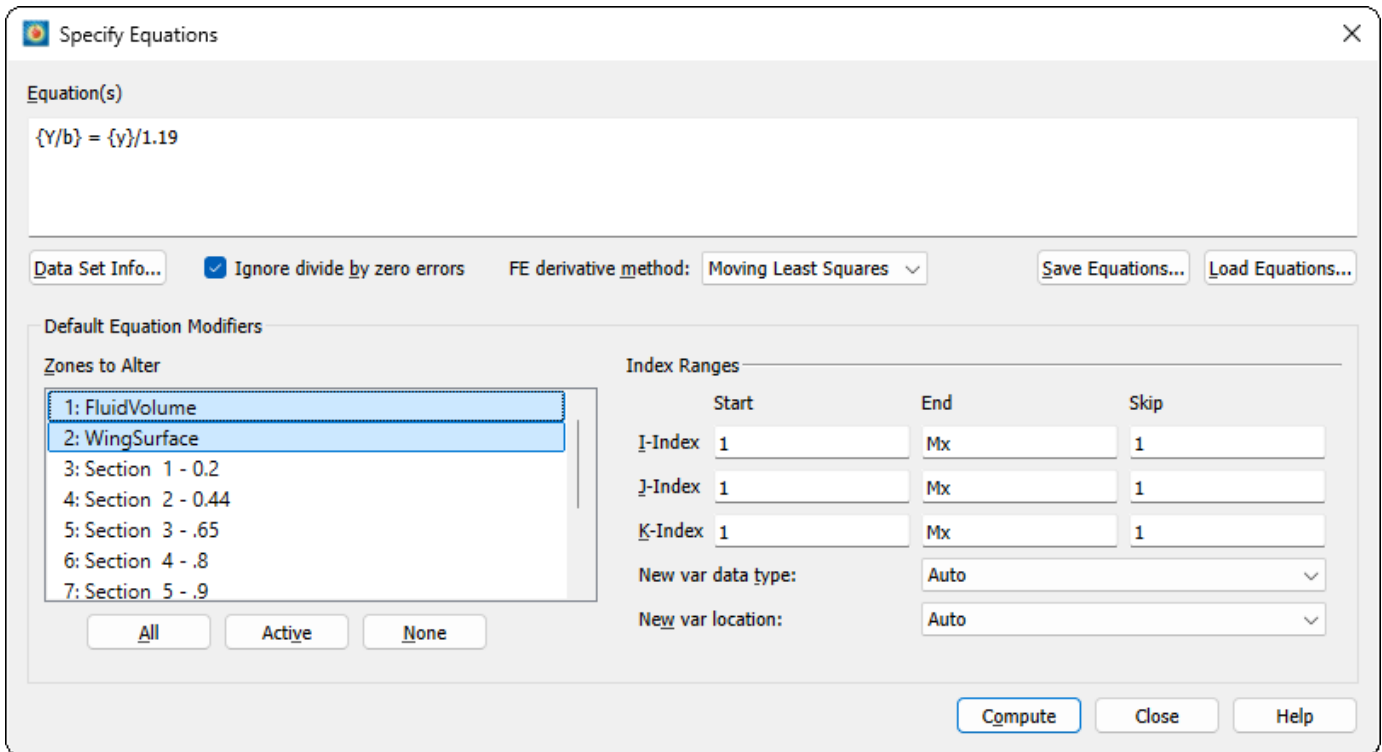 Specify Equations
Equation(s)
{Y/b} = {y}/1.19
Data Set Info... Ignore divide by zero errors FE derivative method: Moving Least Squares Save Equations... Load Equations...
Default Equation Modifiers
Zones to Alter
1: FluidVolume
2: WingSurface
3: Section 1 - 0.2
4: Section 2 - 0.44
5: Section 3 - .65
6: Section 4 - .8
7: Section 5 - .9
All Active None
Index Ranges
Start End Skip
I-Index 1 Mx 1
J-Index 1 Mx 1
K-Index 1 Mx 1
New var data type: Auto
New var location: Auto
Compute Close Help